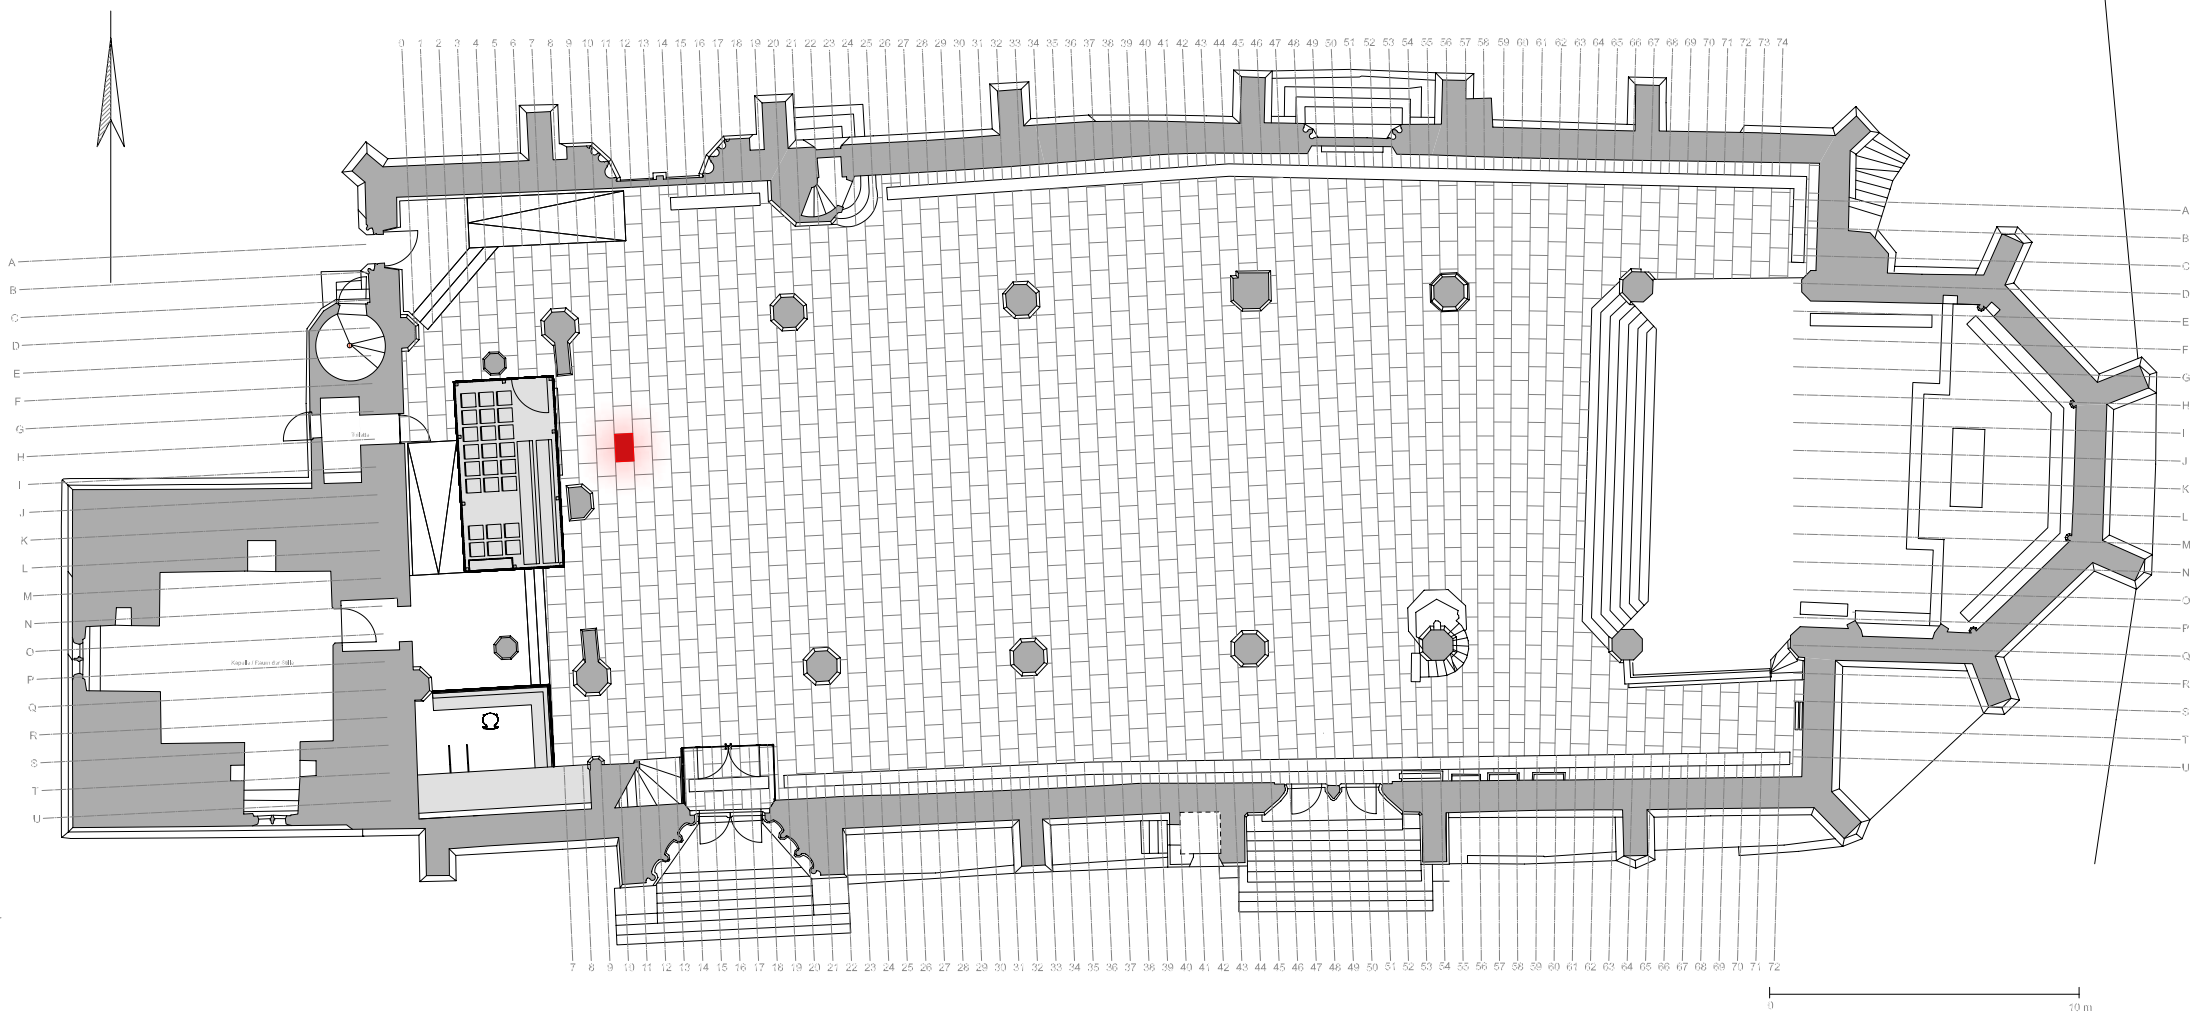 0 1 2 3 4 5 6 7 8 9 10 11 12 13 14 15 16 17 18 19 20 21 22 23 24 25 26 27 28 29 30 31 32 33 34 35 36 37 38 39 40 41 42 43 44 45 46 47 48 49 50 51 52 53 54 55 56 57 58 59 60 61 62 63 64 65 66 67 68 69 70 71 72 73 74
A
B
C
D
E
F
G
H
I
J
K
L
M
N
O
P
Q
R
S
T
U
A
B
C
D
E
F
G
H
I
J
K
L
M
N
O
P
Q
R
S
T
U
7 8 9 10 11 12 13 14 15 16 17 18 19 20 21 22 23 24 25 26 27 28 29 30 31 32 33 34 35 36 37 38 39 40 41 42 43 44 45 46 47 48 49 50 51 52 53 54 55 56 57 58 59 60 61 62 63 64 65 66 67 68 69 70 71 72
0 10 m